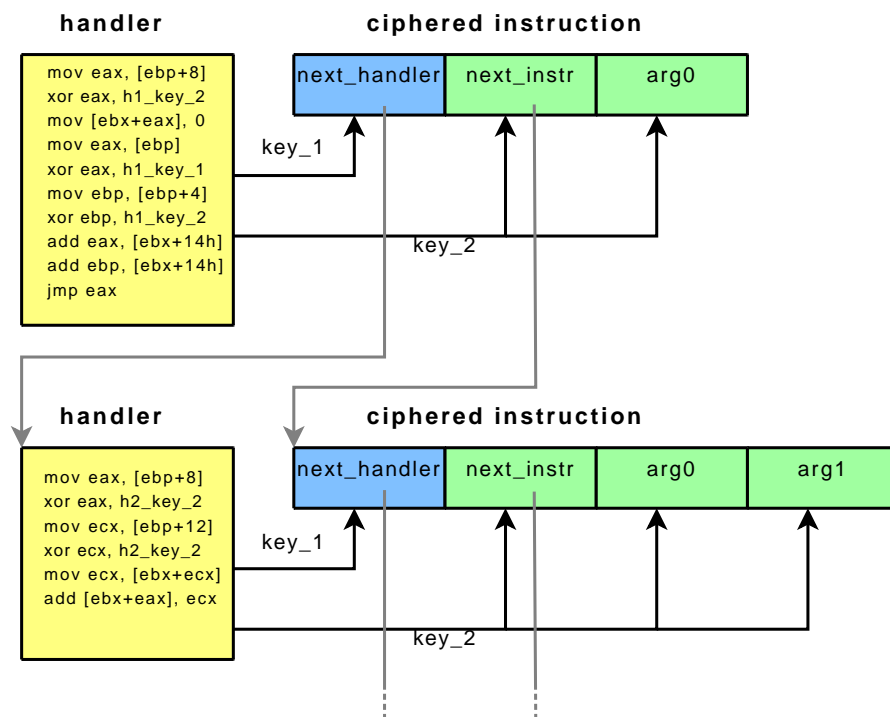 handler
ciphered instruction
mov eax, [ebp+8]
xor eax, h1_key_2
mov [ebx+eax], 0
mov eax, [ebp]
xor eax, h1_key_1
mov ebp, [ebp+4]
xor ebp, h1_key_2
add eax, [ebx+14h]
add ebp, [ebx+14h]
jmp eax
next_handler
next_instr
arg0
key_1
key_2
handler
ciphered instruction
mov eax, [ebp+8]
xor eax, h2_key_2
mov ecx, [ebp+12]
xor ecx, h2_key_2
mov ecx, [ebx+ecx]
add [ebx+eax], ecx
next_handler
next_instr
arg0
arg1
key_1
key_2